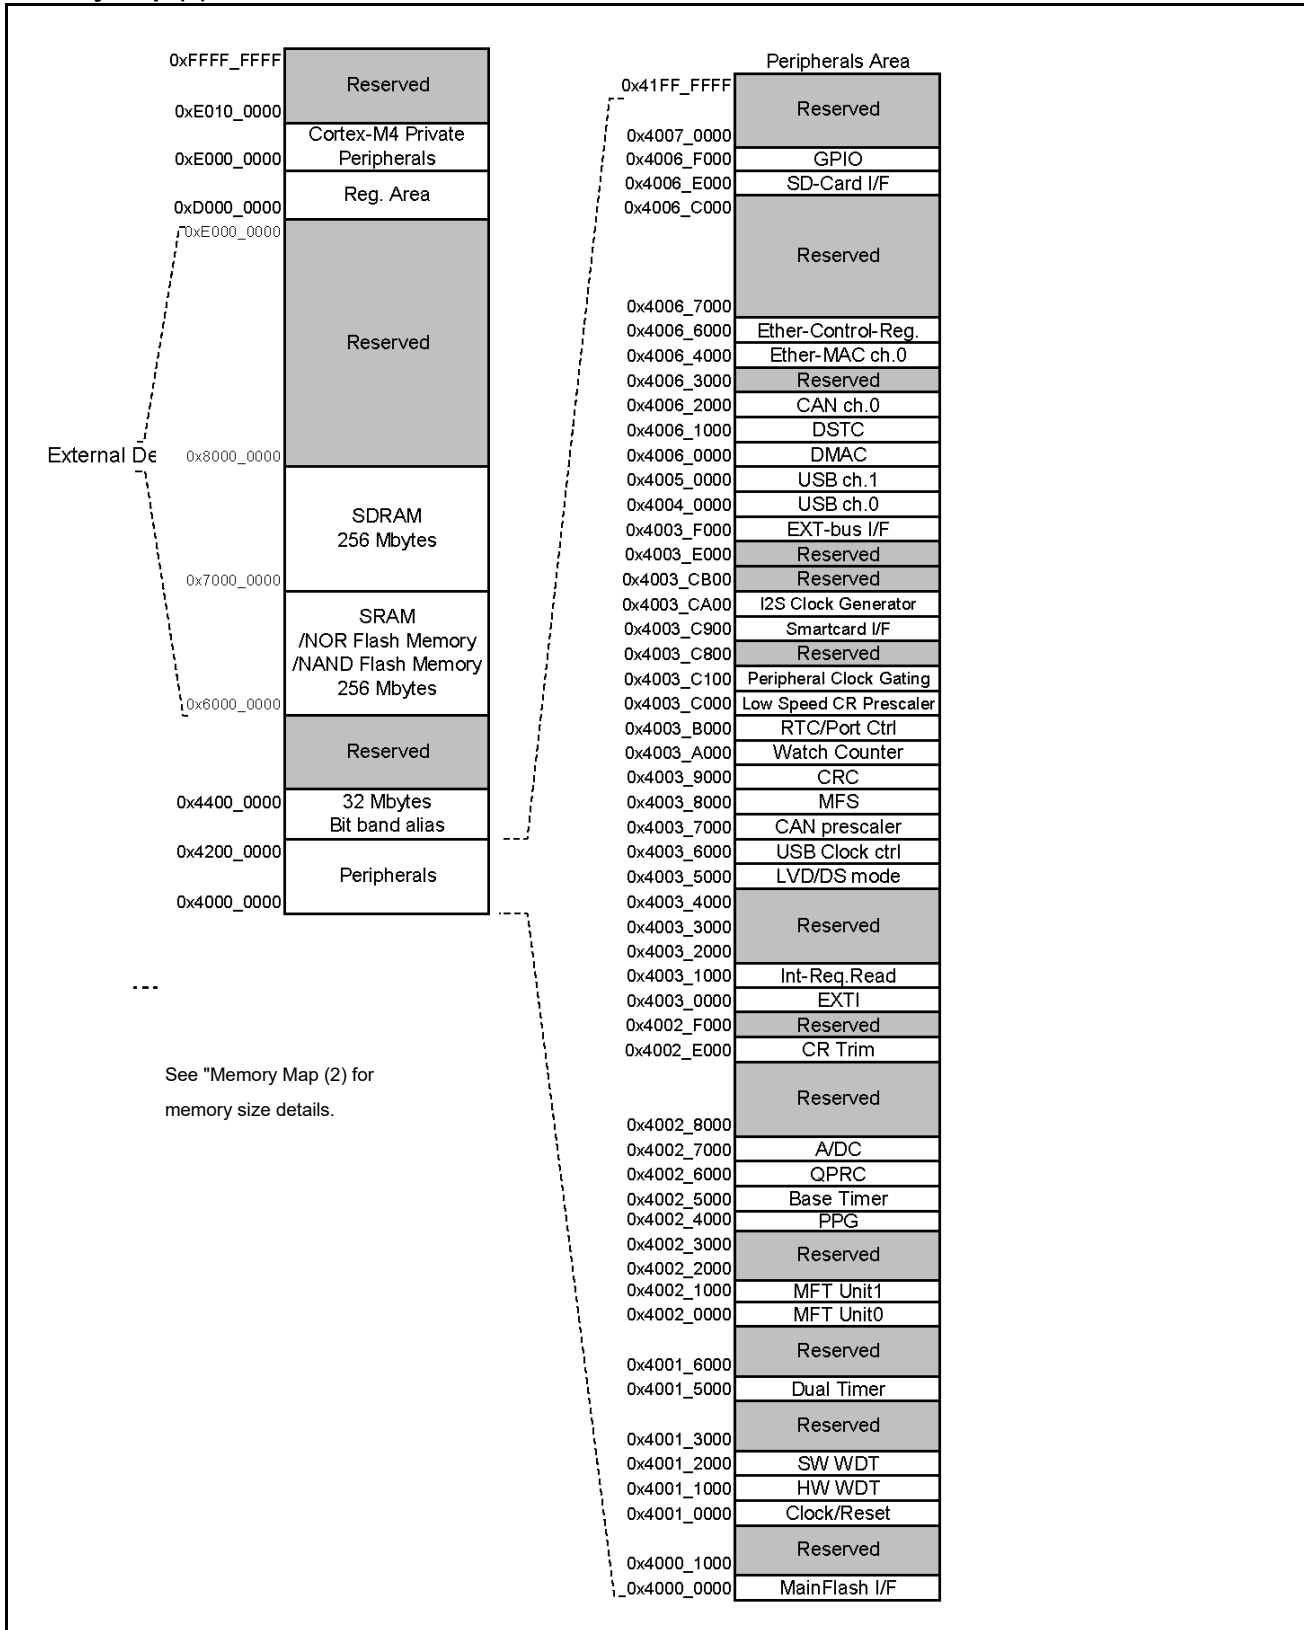 0xFFFF_FFFF
Reserved
0xE010_0000
Cortex-M4 Private
0xE000_0000 Peripherals
Reg. Area
0xD000_0000
0xE000_0000
Reserved
External De 0x8000_0000
SDRAM
256 Mbytes
0x7000_0000
SRAM
/NOR Flash Memory
/NAND Flash Memory
256 Mbytes
0x6000_0000
Reserved
0x4400_0000 32 Mbytes
Bit band alias
0x4200_0000
Peripherals
0x4000_0000
See "Memory Map (2) for
memory size details.
Peripherals Area
0x41FF_FFFF
Reserved
0x4007_0000
0x4006_F000 GPIO
0x4006_E000 SD-Card I/F
0x4006_C000
Reserved
0x4006_7000
0x4006_6000 Ether-Control-Reg.
0x4006_4000 Ether-MAC ch.0
0x4006_3000 Reserved
0x4006_2000 CAN ch.0
0x4006_1000 DSTC
0x4006_0000 DMAC
0x4005_0000 USB ch.1
0x4004_0000 USB ch.0
0x4003_F000 EXT-bus I/F
0x4003_E000 Reserved
0x4003_CB00 Reserved
0x4003_CA00 I2S Clock Generator
0x4003_C900 Smartcard I/F
0x4003_C800 Reserved
0x4003_C100 Peripheral Clock Gating
0x4003_C000 Low Speed CR Prescaler
0x4003_B000 RTC/Port Ctrl
0x4003_A000 Watch Counter
0x4003_9000 CRC
0x4003_8000 MFS
0x4003_7000 CAN prescaler
0x4003_6000 USB Clock ctrl
0x4003_5000 LVD/DS mode
0x4003_4000
0x4003_3000 Reserved
0x4003_2000
0x4003_1000 Int-Req.Read
0x4003_0000 EXTI
0x4002_F000 Reserved
0x4002_E000 CR Trim
Reserved
0x4002_8000
0x4002_7000 A/DC
0x4002_6000 QPRC
0x4002_5000 Base Timer
0x4002_4000 PPG
0x4002_3000
Reserved
0x4002_2000
0x4002_1000 MFT Unit1
0x4002_0000 MFT Unit0
Reserved
0x4001_6000
0x4001_5000 Dual Timer
Reserved
0x4001_3000
0x4001_2000 SW WDT
0x4001_1000 HW WDT
0x4001_0000 Clock/Reset
Reserved
0x4000_1000
0x4000_0000 MainFlash I/F